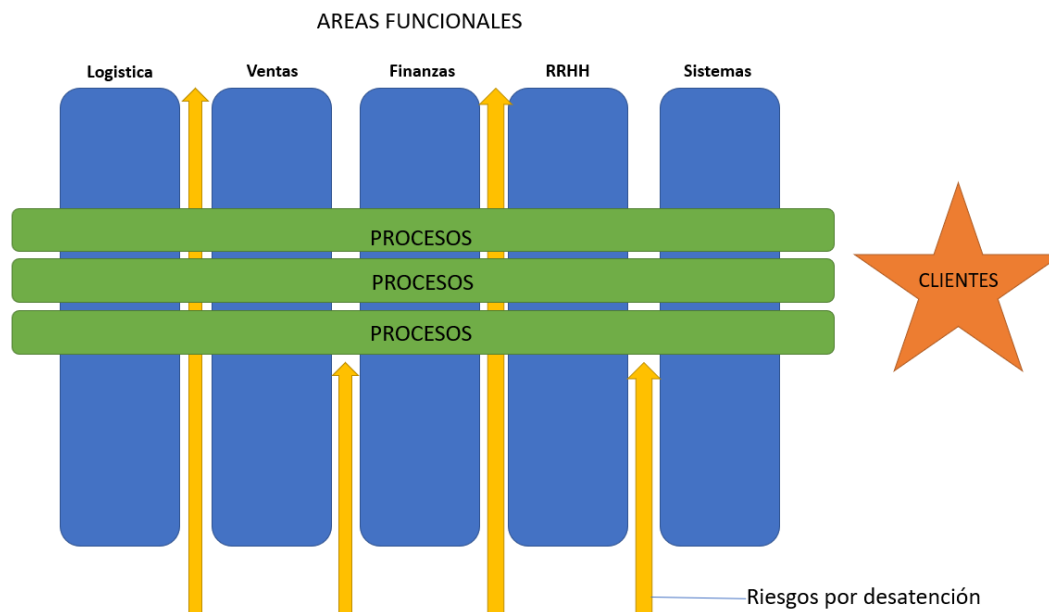 AREAS FUNCIONALES
Logistica
Ventas
Finanzas
RRHH
Sistemas
PROCESOS
PROCESOS
PROCESOS
CLIENTES
Riesgos por desatención